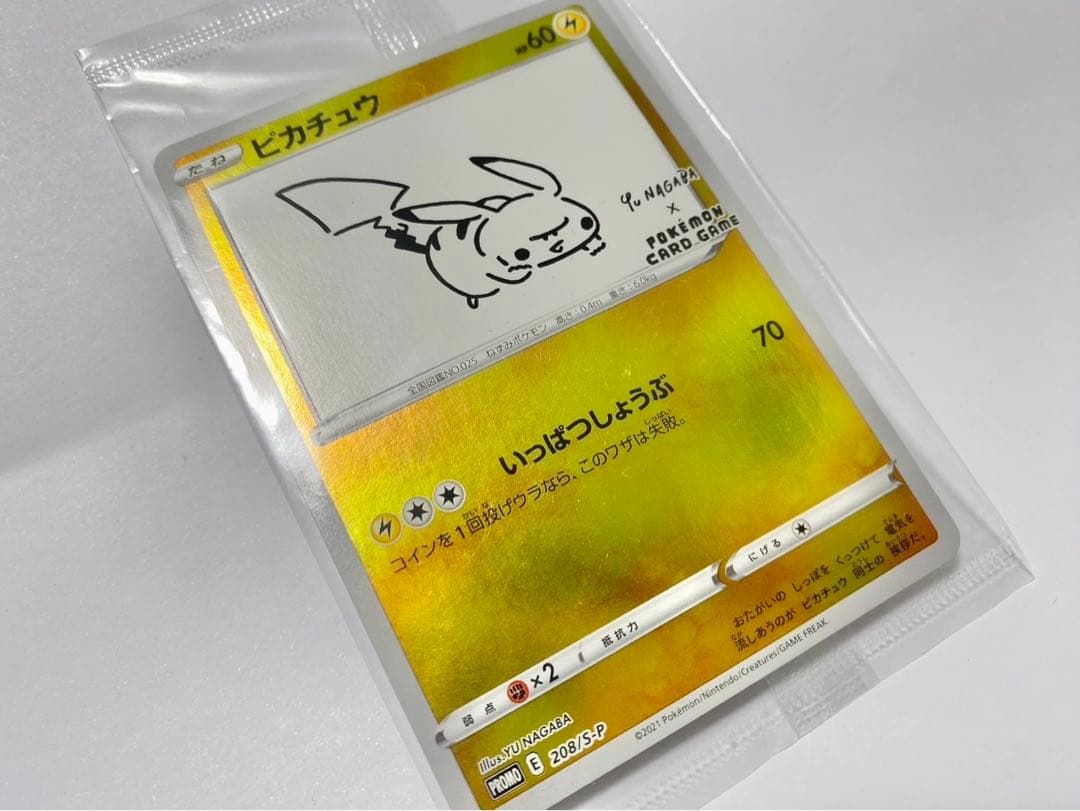 たね ピカチュウ HP60
Yu NAGABA
×
POKÉMON
CARD GAME
全国図鑑NO.025 ねずみポケモン 高さ:0.4m 重さ:6.0kg
いっぱつしょうぶ 70
コインを1回投げウラなら、このワザは失敗。
弱点 ×2 抵抗力 にげる
おたがいの しっぽを くっつけて 電気を
流しあうのが ピカチュウ 同士の 挨拶だ。
Illus. YU NAGABA
PROMO E 208/S-P
©2021 Pokémon/Nintendo/Creatures/GAME FREAK.